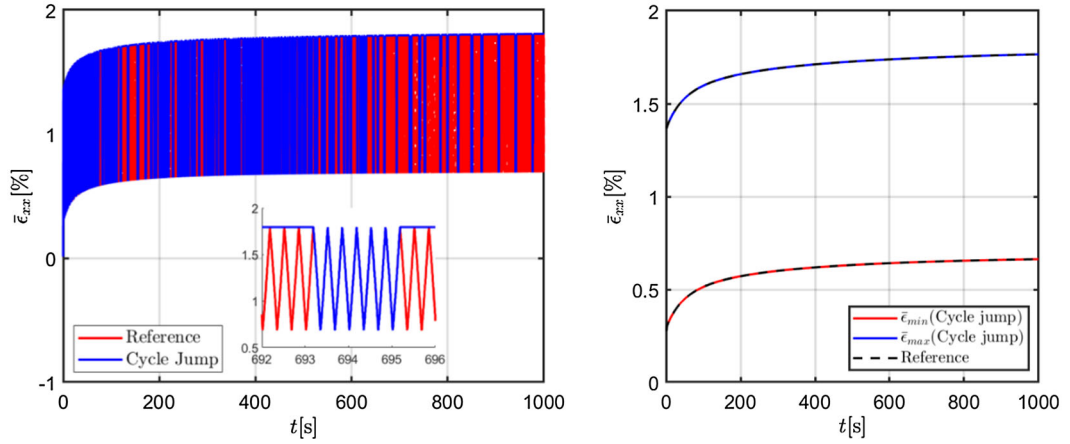 2
1
0
-1
ε̄xx[%]
0 200 400 600 800 1000
t[s]
Reference
Cycle Jump
2
1.5
1
0.5
692 693 694 695 696
2
1.5
1
0.5
0
ε̄xx[%]
0 200 400 600 800 1000
t[s]
ε̄min(Cycle jump)
ε̄max(Cycle jump)
Reference